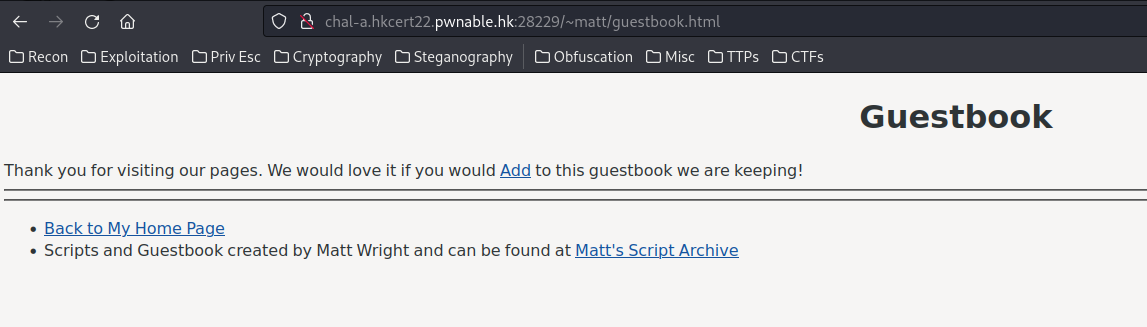 chal-a.hkcert22.pwnable.hk:28229/~matt/guestbook.html
Recon Exploitation Priv Esc Cryptography Steganography Obfuscation Misc TTPs CTFs
Guestbook
Thank you for visiting our pages. We would love it if you would Add to this guestbook we are keeping!
Back to My Home Page
Scripts and Guestbook created by Matt Wright and can be found at Matt's Script Archive